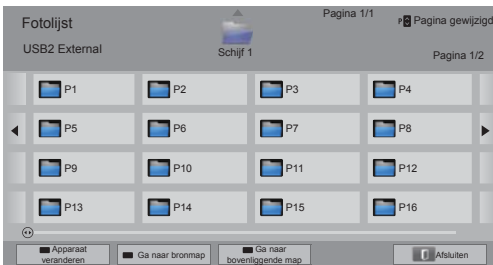 Fotolijst
Pagina 1/1
P Pagina gewijzigd
USB2 External
Schijf 1
Pagina 1/2
P1 P2 P3 P4
P5 P6 P7 P8
P9 P10 P11 P12
P13 P14 P15 P16
Apparaat veranderen
Ga naar bronmap
Ga naar bovenliggende map
Afsluiten